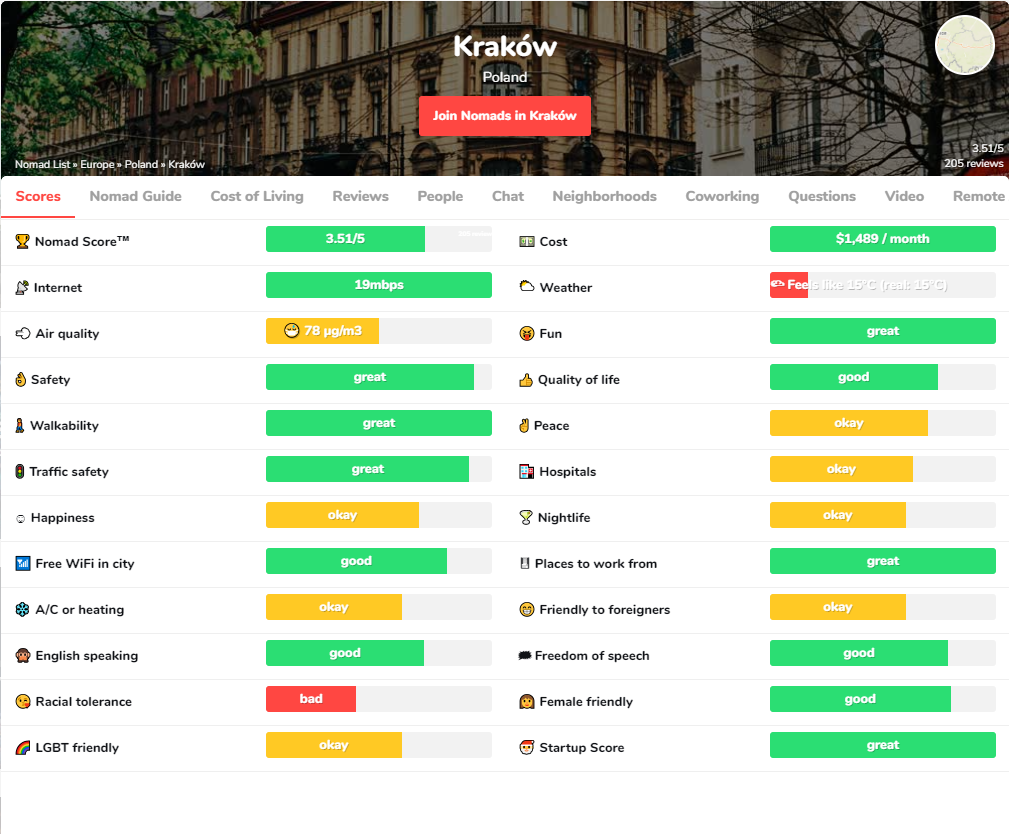 Kraków
Poland
Join Nomads in Kraków
Nomad List » Europe » Poland » Kraków
3.51/5
205 reviews
Scores Nomad Guide Cost of Living Reviews People Chat Neighborhoods Coworking Questions Video Remote
Nomad Score™ 3.51/5 Cost $1,489 / month
Internet 19mbps Weather Feels like 15°C (real: 15°C)
Air quality 78 µg/m3 Fun great
Safety great Quality of life good
Walkability great Peace okay
Traffic safety great Hospitals okay
Happiness okay Nightlife okay
Free WiFi in city good Places to work from great
A/C or heating okay Friendly to foreigners okay
English speaking good Freedom of speech good
Racial tolerance bad Female friendly good
LGBT friendly okay Startup Score great